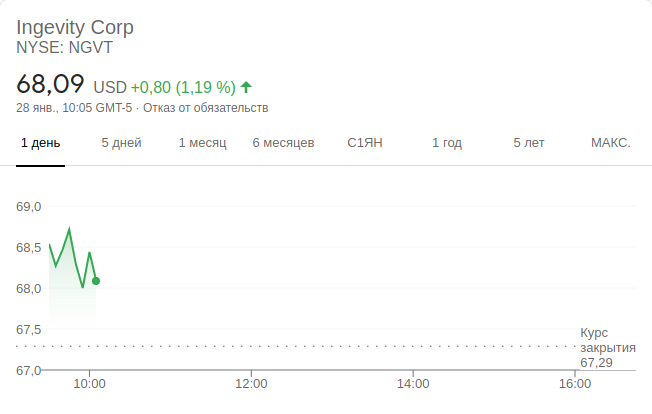 Ingevity Corp
NYSE: NGVT
68,09 USD +0,80 (1,19 %)
28 янв., 10:05 GMT-5 · Отказ от обязательств
1 день 5 дней 1 месяц 6 месяцев С1ЯН 1 год 5 лет МАКС.
69,0
68,5
68,0
67,5
67,0
Курс
закрытия
67,29
10:00 12:00 14:00 16:00